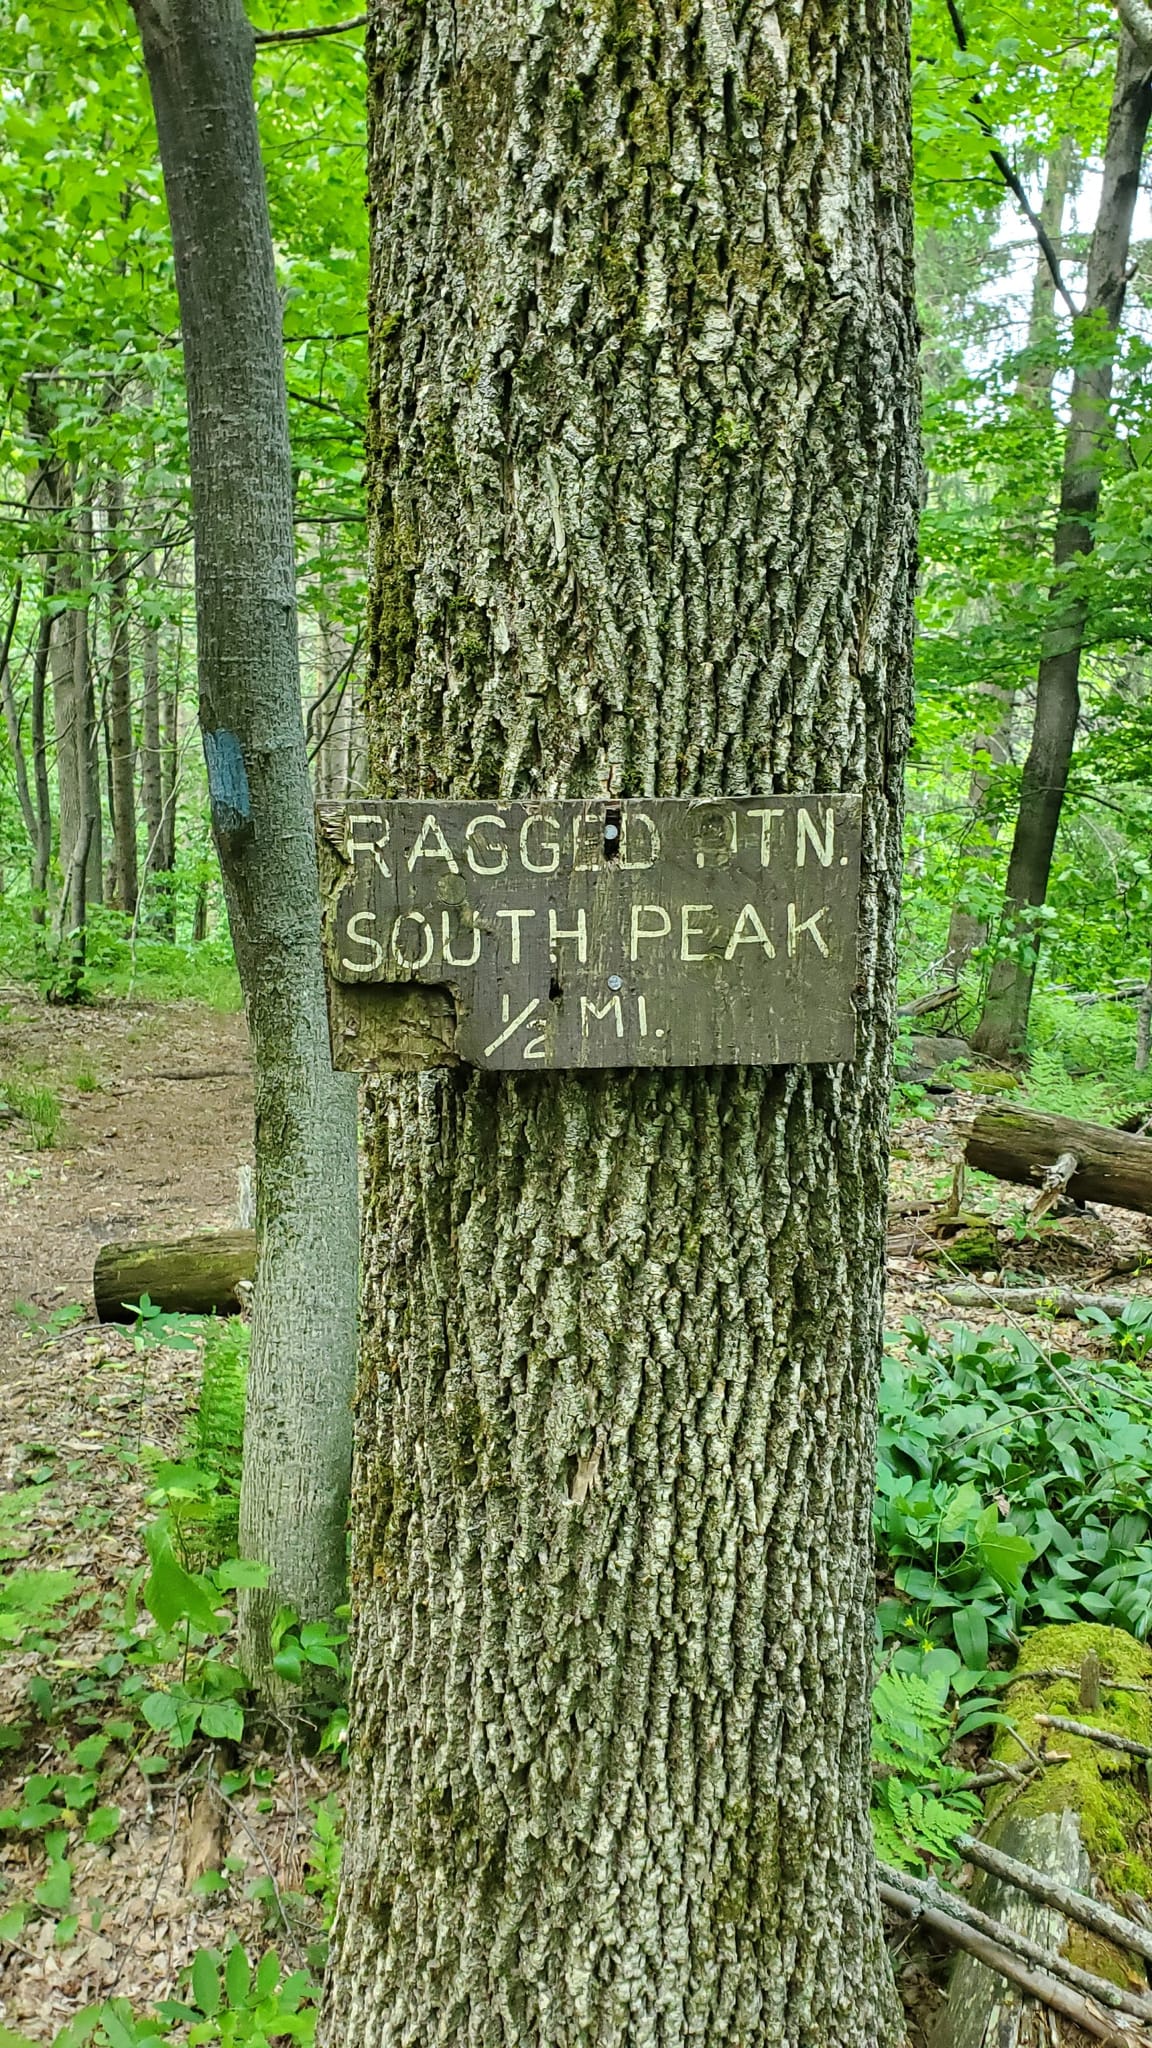 RAGGED MTN.
SOUTH PEAK
1/2 MI.